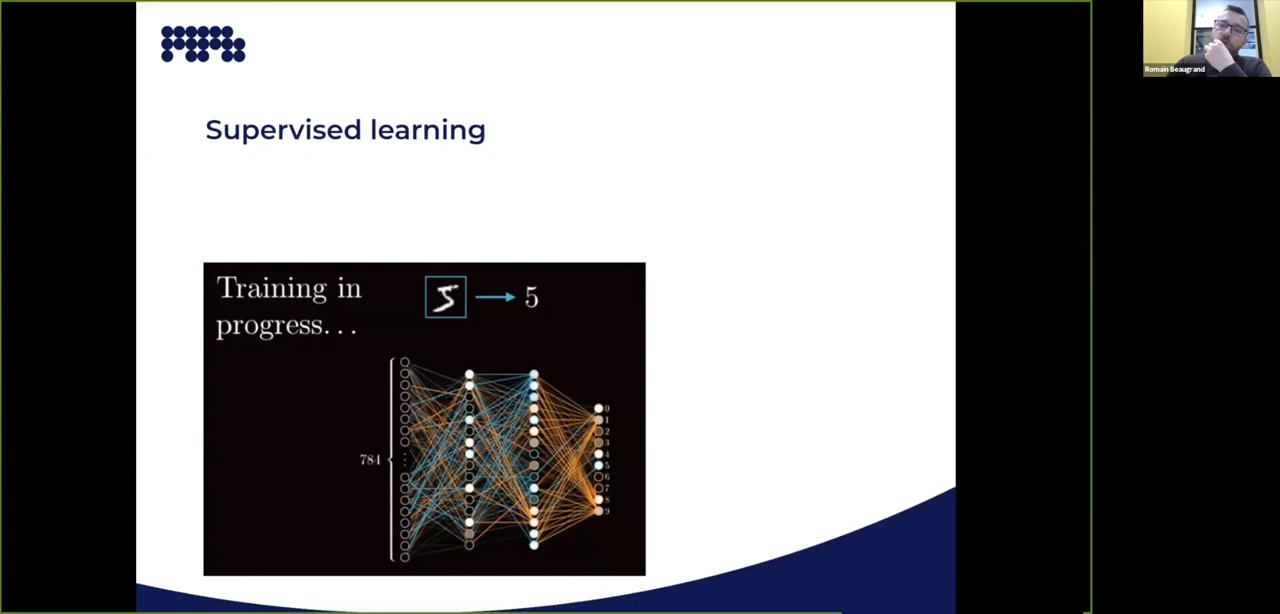 Supervised learning
Training in
progress...
5 → 5
784
0
1
2
3
4
5
6
7
8
9
Romain Beaugrand